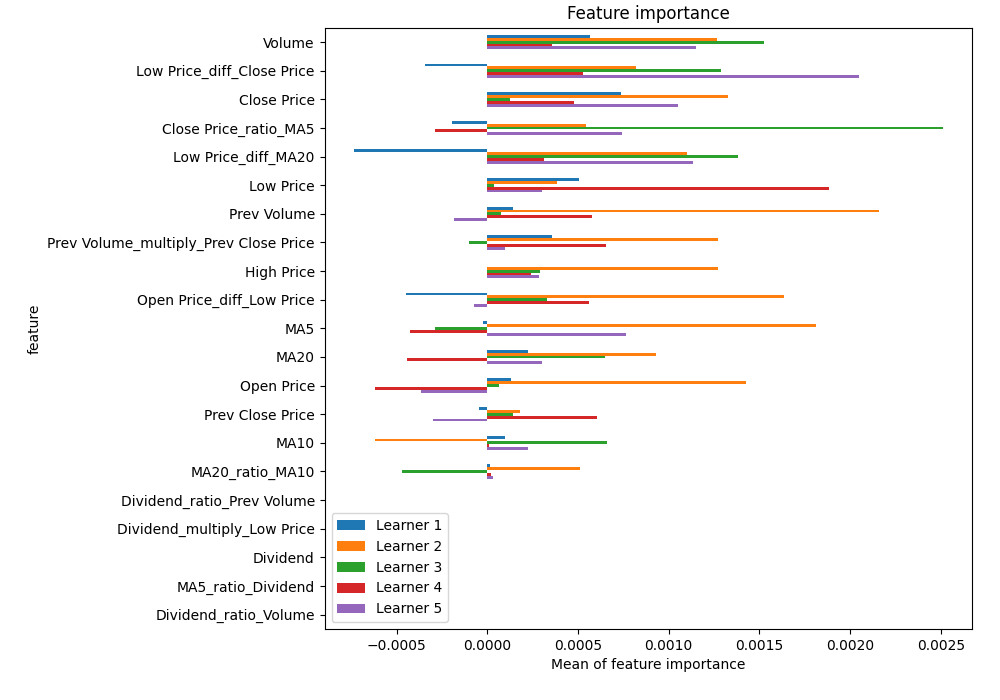 Feature importance
Volume
Low Price_diff_Close Price
Close Price
Close Price_ratio_MA5
Low Price_diff_MA20
Low Price
Prev Volume
Prev Volume_multiply_Prev Close Price
High Price
Open Price_diff_Low Price
MA5
MA20
Open Price
Prev Close Price
MA10
MA20_ratio_MA10
Dividend_ratio_Prev Volume
Dividend_multiply_Low Price
Dividend
MA5_ratio_Dividend
Dividend_ratio_Volume
feature
Learner 1
Learner 2
Learner 3
Learner 4
Learner 5
−0.0005 0.0000 0.0005 0.0010 0.0015 0.0020 0.0025
Mean of feature importance